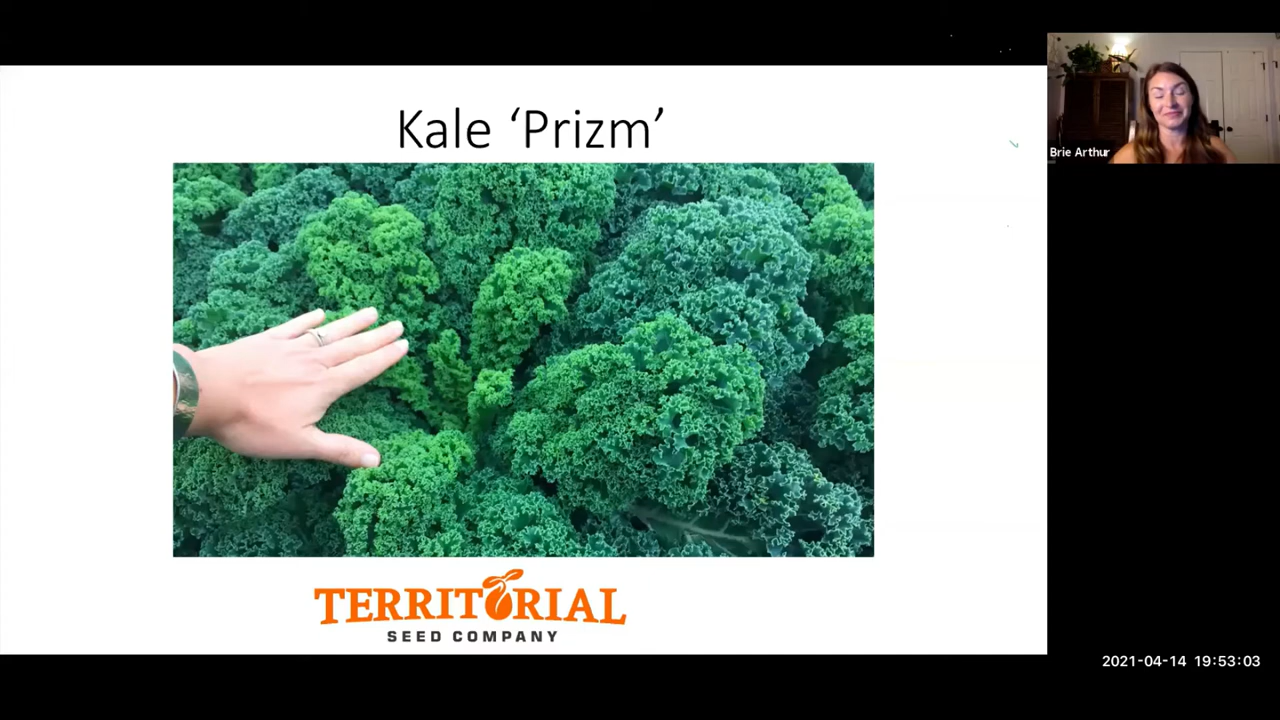 Kale ‘Prizm’
Brie Arthur
TERRITORIAL
SEED COMPANY
2021-04-14 19:53:03